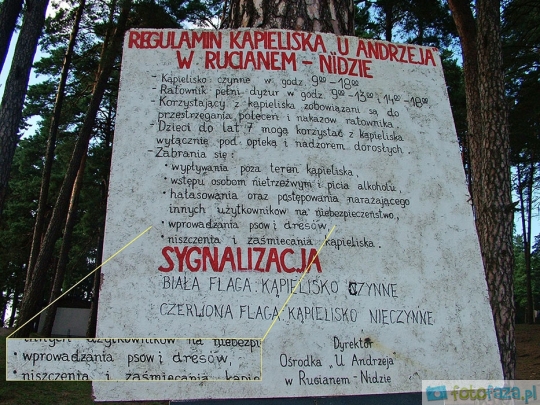 REGULAMIN KĄPIELISKA "U ANDRZEJA"
W RUCIANEM - NIDZIE
- Kąpielisko czynne w godz. 9⁰⁰-18⁰⁰
- Ratownik pełni dyżur w godz. 9⁰⁰-13⁰⁰ i 14⁰⁰-18⁰⁰
- Korzystający z kąpieliska zobowiązani są do
przestrzegania poleceń i nakazów ratownika.
- Dzieci do lat 7 mogą korzystać z kąpieliska
wyłącznie pod opieką i nadzorem dorosłych.
- Zabrania się:
• wypływania poza teren kąpieliska,
• wstępu osobom nietrzeźwym i picia alkoholu,
• hałasowania oraz postępowania narażającego
innych użytkowników na niebezpieczeństwo,
• wprowadzania psów i dresów,
• niszczenia i zaśmiecania kąpieliska.
SYGNALIZACJA
BIAŁA FLAGA: KĄPIELISKO CZYNNE
CZERWONA FLAGA: KĄPIELISKO NIECZYNNE
Dyrektor
Ośrodka "U Andrzeja
w Rucianem-Nidzie
innych użytkowników na niebezpi
• wprowadzania psów i dresów,
• niszczenia i zaśmiecania kąpie
fotofaza.pl